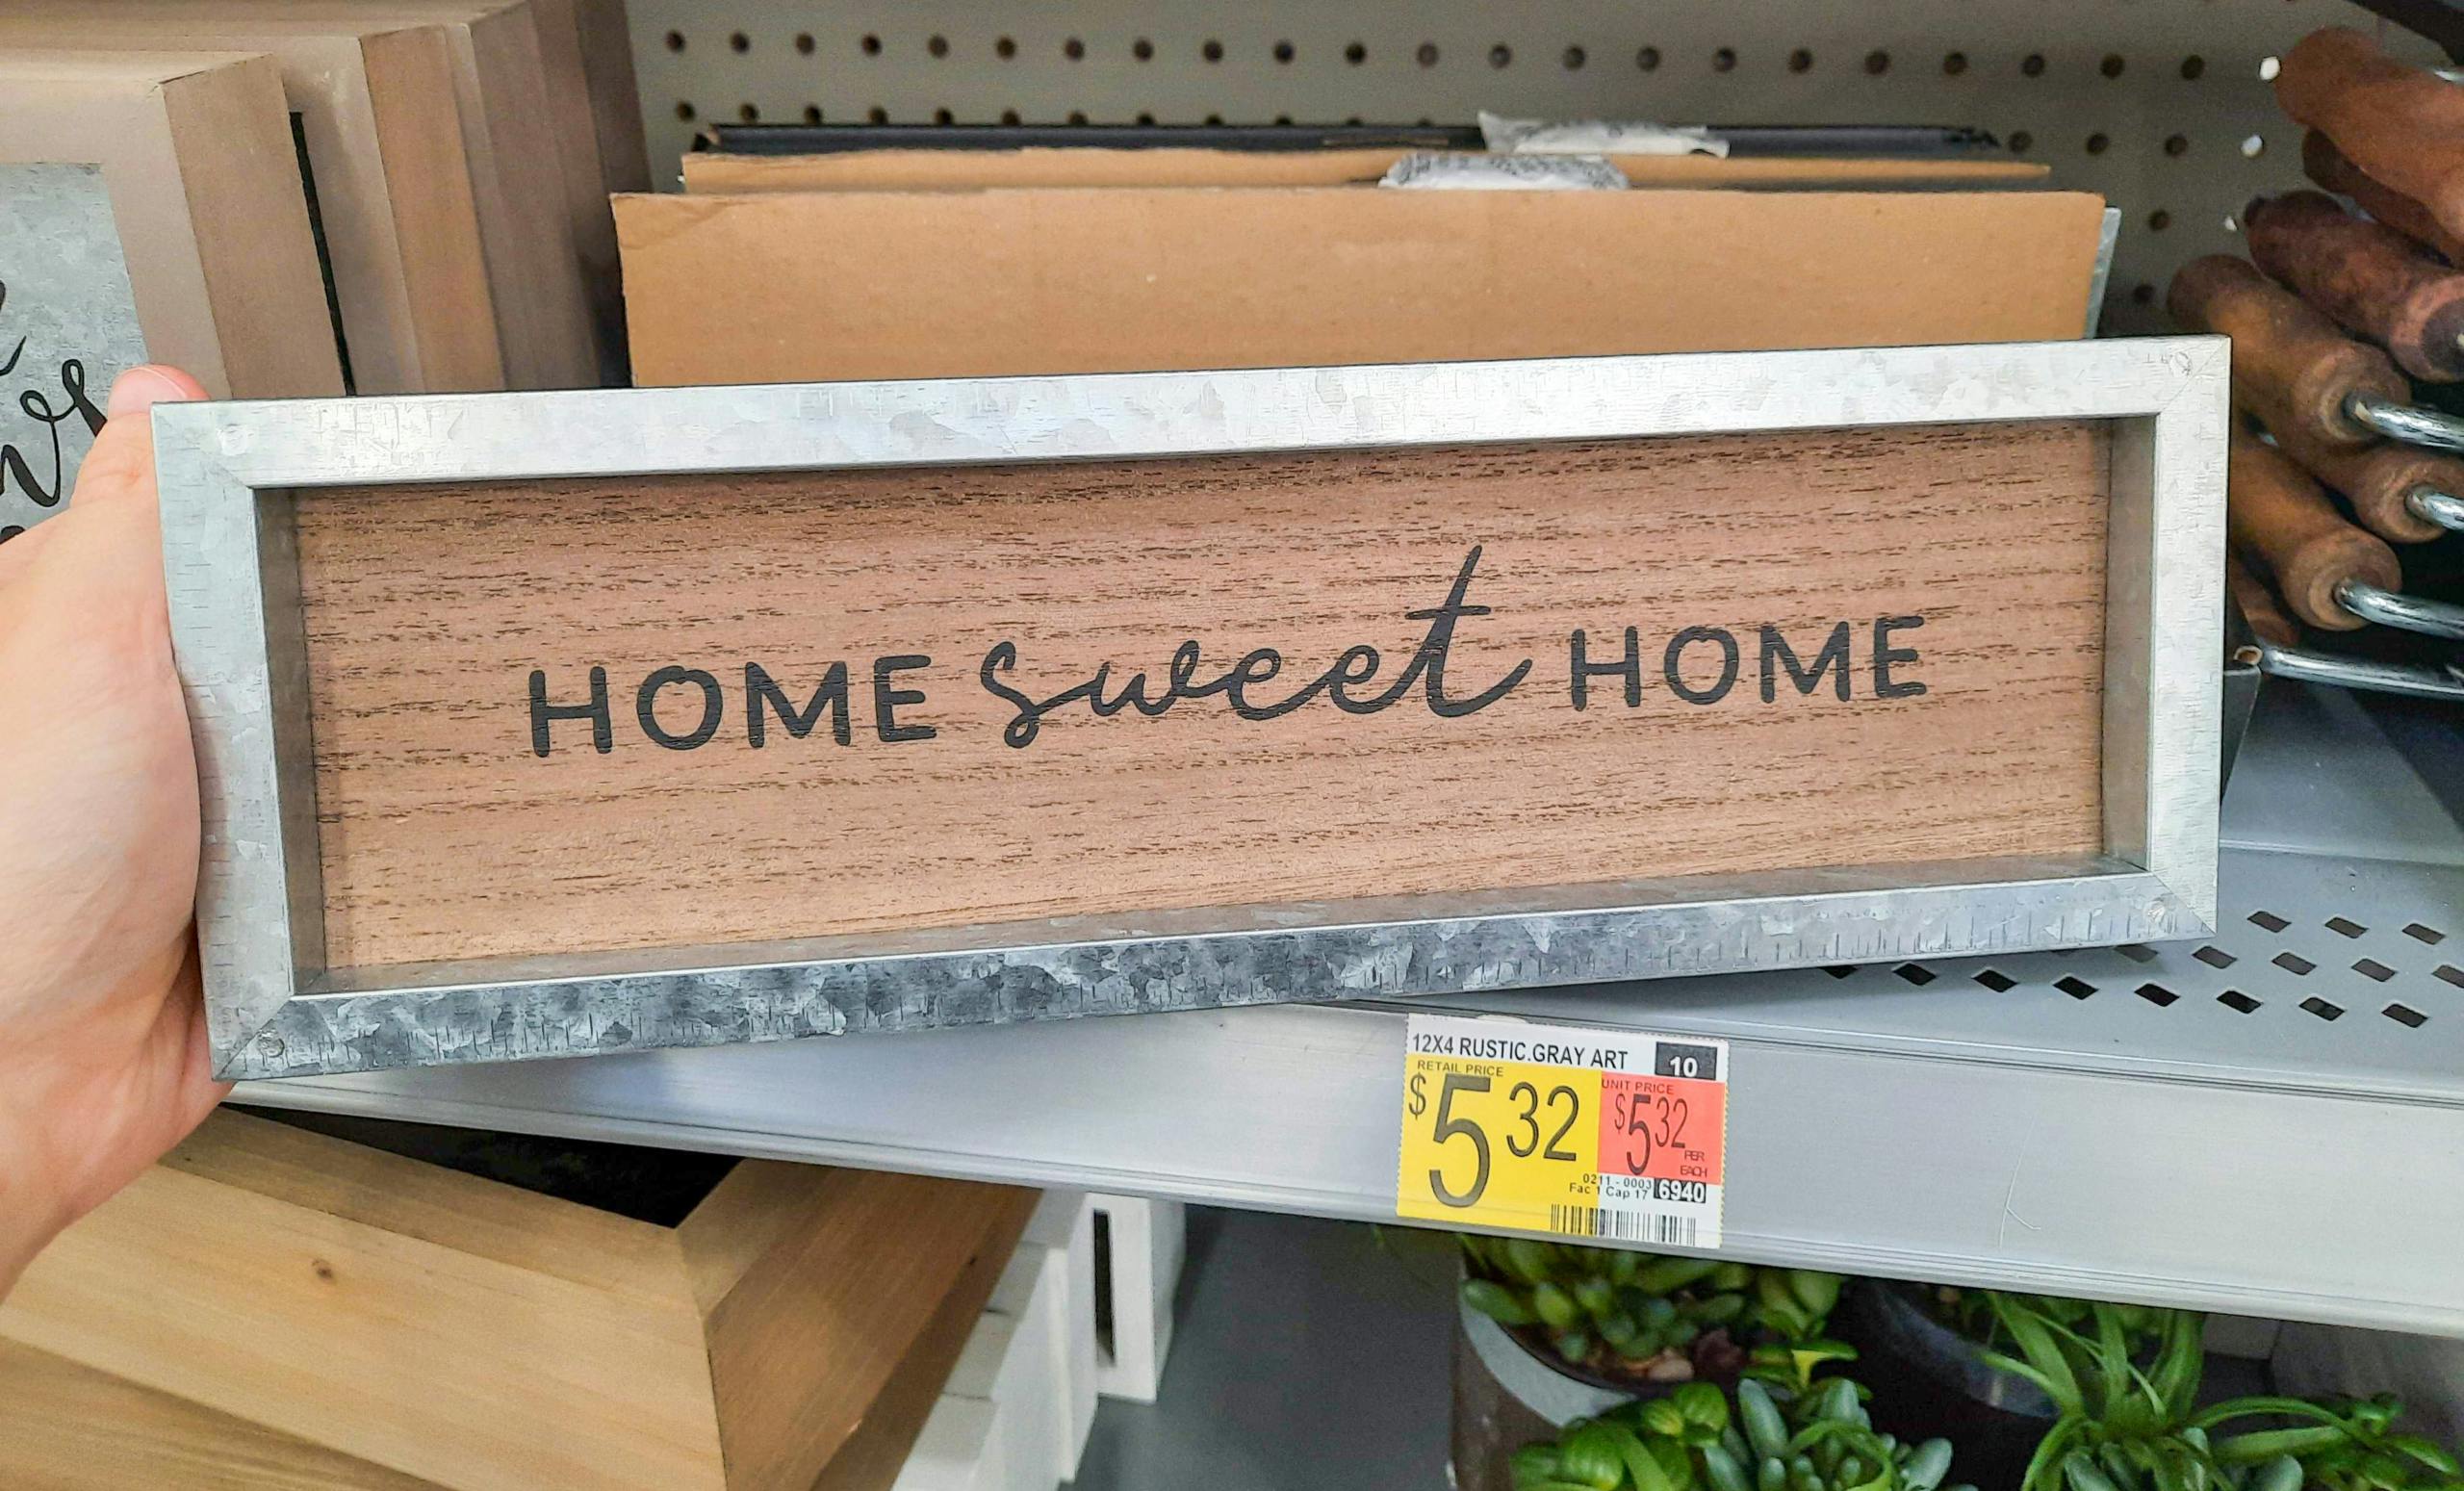 HOME sweet HOME
12X4 RUSTIC.GRAY ART 10
RETAIL PRICE
$5 32
UNIT PRICE
$5 32
PER
EACH
0211-0003
Fac 1 Cap 17 6940